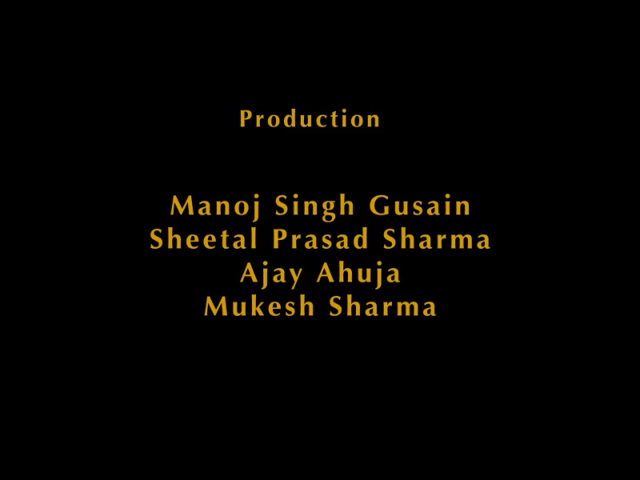 Production
Manoj Singh Gusain
Sheetal Prasad Sharma
Ajay Ahuja
Mukesh Sharma